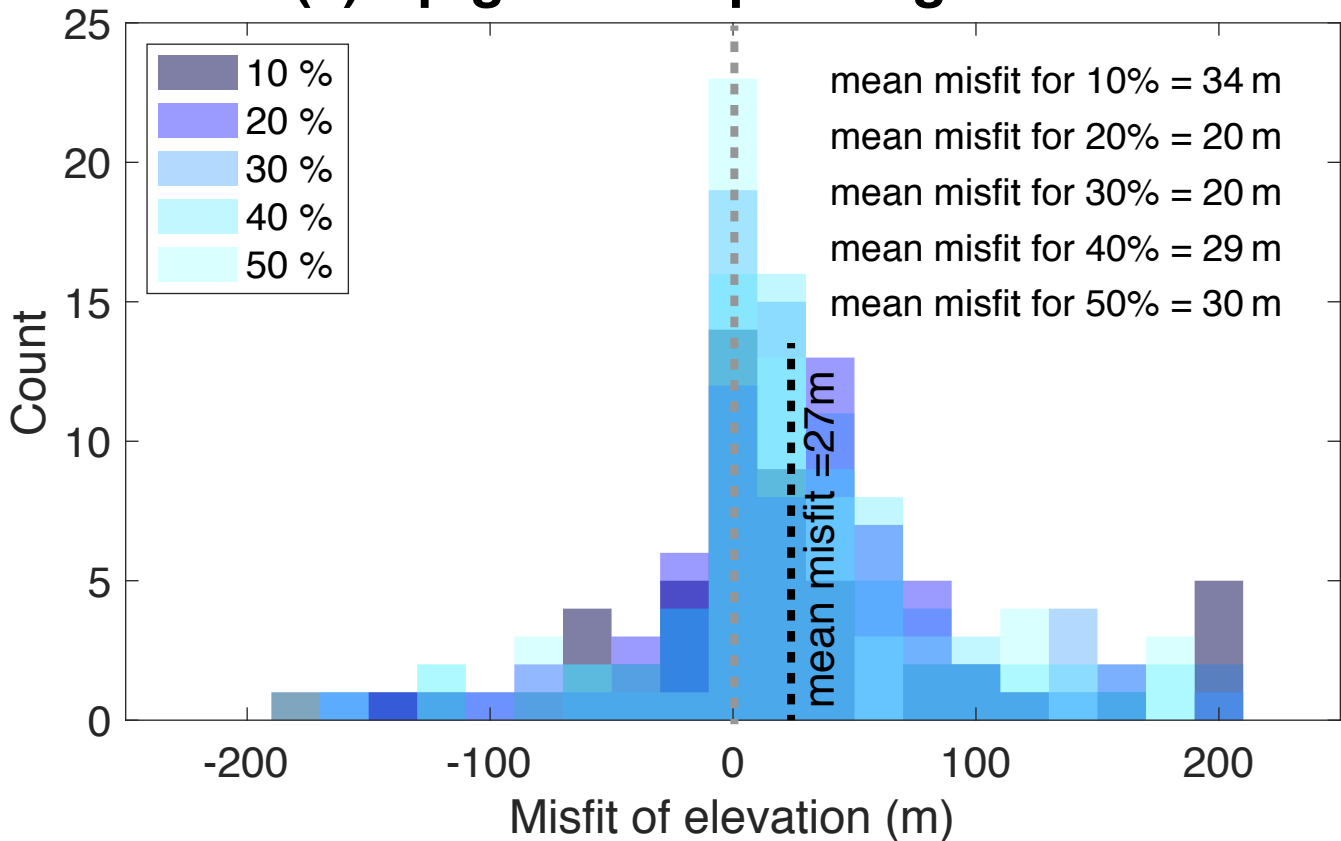 25
20
15
10
5
0
Count
10 %
20 %
30 %
40 %
50 %
mean misfit for 10% = 34 m
mean misfit for 20% = 20 m
mean misfit for 30% = 20 m
mean misfit for 40% = 29 m
mean misfit for 50% = 30 m
mean misfit =27m
-200 -100 0 100 200
Misfit of elevation (m)